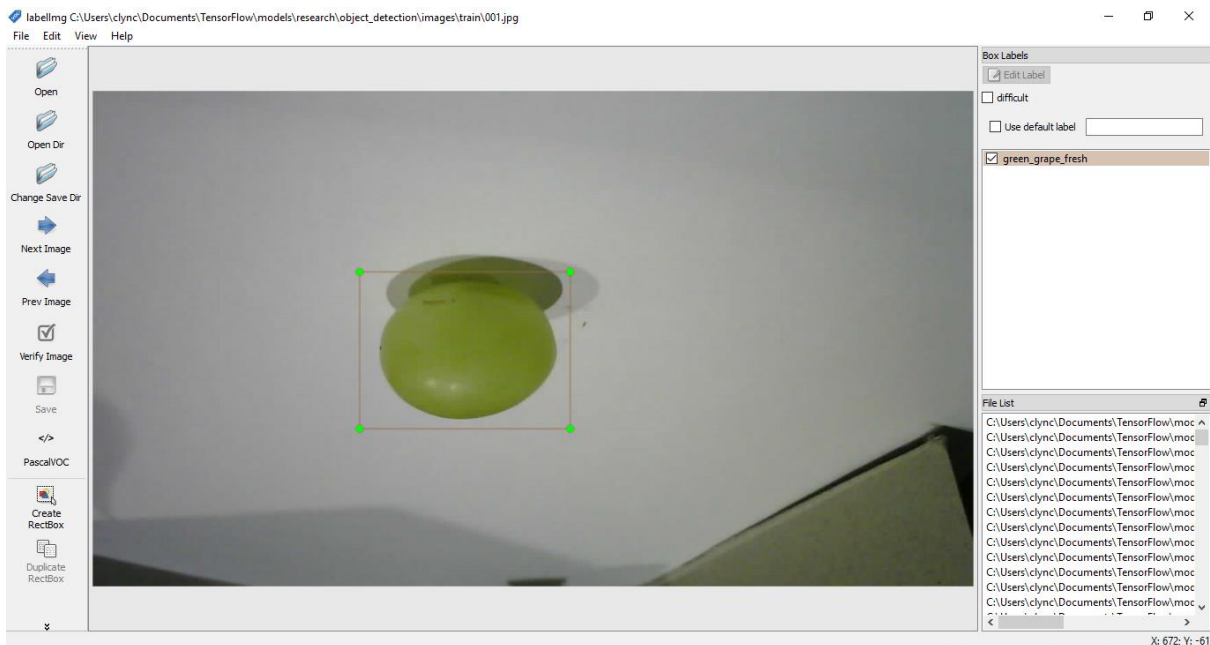 labelImg C:\Users\clync\Documents\TensorFlow\models\research\object_detection\images\train\001.jpg
File Edit View Help
Open
Open Dir
Change Save Dir
Next Image
Prev Image
Verify Image
Save
</>
PascalVOC
Create
RectBox
Duplicate
RectBox
Box Labels
Edit Label
difficult
Use default label
green_grape_fresh
File List
C:\Users\clync\Documents\TensorFlow\moc
C:\Users\clync\Documents\TensorFlow\moc
C:\Users\clync\Documents\TensorFlow\moc
C:\Users\clync\Documents\TensorFlow\moc
C:\Users\clync\Documents\TensorFlow\moc
C:\Users\clync\Documents\TensorFlow\moc
C:\Users\clync\Documents\TensorFlow\moc
C:\Users\clync\Documents\TensorFlow\moc
C:\Users\clync\Documents\TensorFlow\moc
C:\Users\clync\Documents\TensorFlow\moc
C:\Users\clync\Documents\TensorFlow\moc
C:\Users\clync\Documents\TensorFlow\moc
C:\Users\clync\Documents\TensorFlow\moc
X: 672; Y: -61